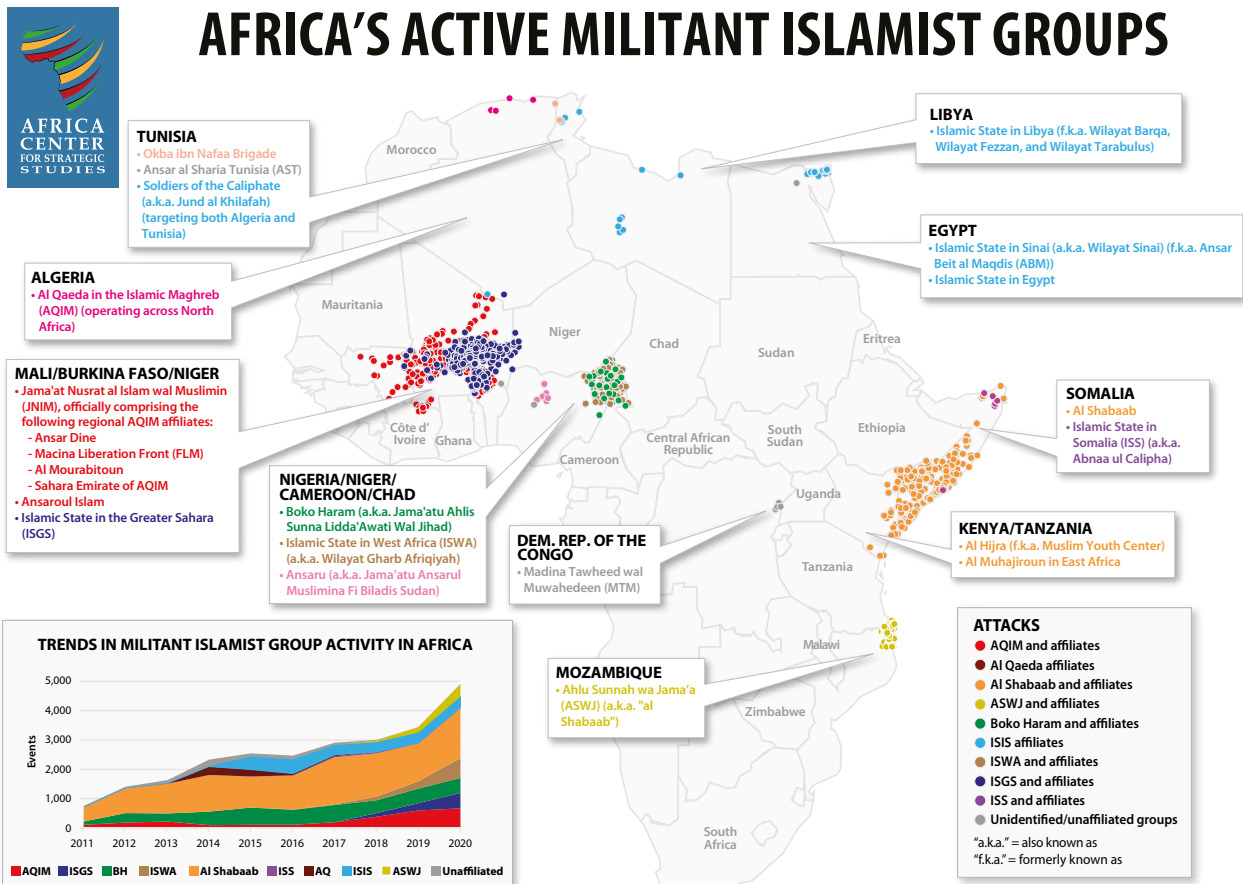 AFRICA'S ACTIVE MILITANT ISLAMIST GROUPS
AFRICA
CENTER
FOR STRATEGIC
STUDIES
TUNISIA
• Okba ibn Nafaa Brigade
• Ansar al Sharia Tunisia (AST)
• Soldiers of the Caliphate
(a.k.a. Jund al Khilafah)
(targeting both Algeria and
Tunisia)
LIBYA
• Islamic State in Libya (f.k.a. Wilayat Barqa,
Wilayat Fezzan, and Wilayat Tarabulus)
EGYPT
• Islamic State in Sinai (a.k.a. Wilayat Sinai) (f.k.a. Ansar
Beit al Maqdis (ABM))
• Islamic State in Egypt
ALGERIA
• Al Qaeda in the Islamic Maghreb
(AQIM) (operating across North
Africa)
MALI/BURKINA FASO/NIGER
• Jama'at Nusrat al Islam wal Muslimin
(JNIM), officially comprising the
following regional AQIM affiliates:
- Ansar Dine
- Macina Liberation Front (FLM)
- Al Mourabitoun
- Sahara Emirate of AQIM
• Ansaroul Islam
• Islamic State in the Greater Sahara
(ISGS)
SOMALIA
• Al Shabaab
• Islamic State in
Somalia (ISS) (a.k.a.
Abnaa ul Calipha)
NIGERIA/NIGER/
CAMEROON/CHAD
• Boko Haram (a.k.a. Jama'atu Ahlis
Sunna Lidda'Awati Wal Jihad)
• Islamic State in West Africa (ISWA)
(a.k.a. Wilayat Gharb Afriqiyah)
• Ansaru (a.k.a. Jama'atu Ansarul
Muslimina Fi Biladis Sudan)
DEM. REP. OF THE
CONGO
• Madina Tawheed wal
Muwahedeen (MTM)
KENYA/TANZANIA
• Al Hijra (f.k.a. Muslim Youth Center)
• Al Muhajiroun in East Africa
MOZAMBIQUE
• Ahlu Sunnah wa Jama'a
(ASWJ) (a.k.a. "al
Shabaab")
Morocco
Mauritania
Niger
Chad
Sudan
Eritrea
Côte d'
Ivoire
Ghana
Cameroon
Central African
Republic
South
Sudan
Ethiopia
Uganda
Tanzania
Malawi
Zimbabwe
South
Africa
ATTACKS
AQIM and affiliates
Al Qaeda affiliates
Al Shabaab and affiliates
ASWJ and affiliates
Boko Haram and affiliates
ISIS affiliates
ISWA and affiliates
ISGS and affiliates
ISS and affiliates
Unidentified/unaffiliated groups
"a.k.a." = also known as
"f.k.a." = formerly known as
TRENDS IN MILITANT ISLAMIST GROUP ACTIVITY IN AFRICA
Events
5,000
4,000
3,000
2,000
1,000
0
2011 2012 2013 2014 2015 2016 2017 2018 2019 2020
AQIM ISGS BH ISWA Al Shabaab ISS AQ ISIS ASWJ Unaffiliated